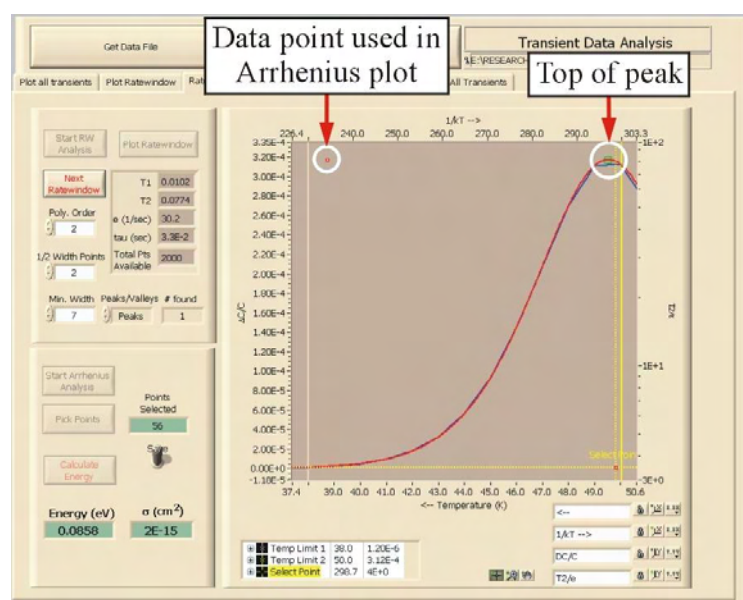 Get Data File
Data point used in
Arrhenius plot
Transient Data Analysis
Top of peak
Plot all transients
Plot Ratewindow
All Transients
Start RW
Analysis
Plot Ratewindow
Next
Ratewindow
T1 0.0102
T2 0.0774
Poly. Order
2
e (1/sec) 30.2
tau (sec) 3.3E-2
1/2 Width Points
2
Total Pts
Available 2000
Min. Width
7
Peaks/Valleys
Peaks
# found
1
Start Arrhenius
Analysis
Pick Points
Points
Selected
56
Calculate
Energy
Energy (eV)
0.0858
σ (cm2)
2E-15
1/kT -->
226.4 240.0 250.0 260.0 270.0 280.0 290.0 303.3
3.35E-4
3.20E-4
3.00E-4
2.80E-4
2.60E-4
2.40E-4
2.20E-4
2.00E-4
1.80E-4
1.60E-4
1.40E-4
1.20E-4
1.00E-4
8.00E-5
6.00E-5
4.00E-5
2.00E-5
0.00E+0
-1.10E-5
ΔC/C
1E+2
1E+1
3E+0
T2/e
Select Poin
37.4 39.0 40.0 41.0 42.0 43.0 44.0 45.0 46.0 47.0 48.0 49.0 50.6
<-- Temperature (K)
Temp Limit 1 38.0 1.20E-6
Temp Limit 2 50.0 3.12E-4
Select Point 298.7 4E+0
<--
1/kT -->
DC/C
T2/e